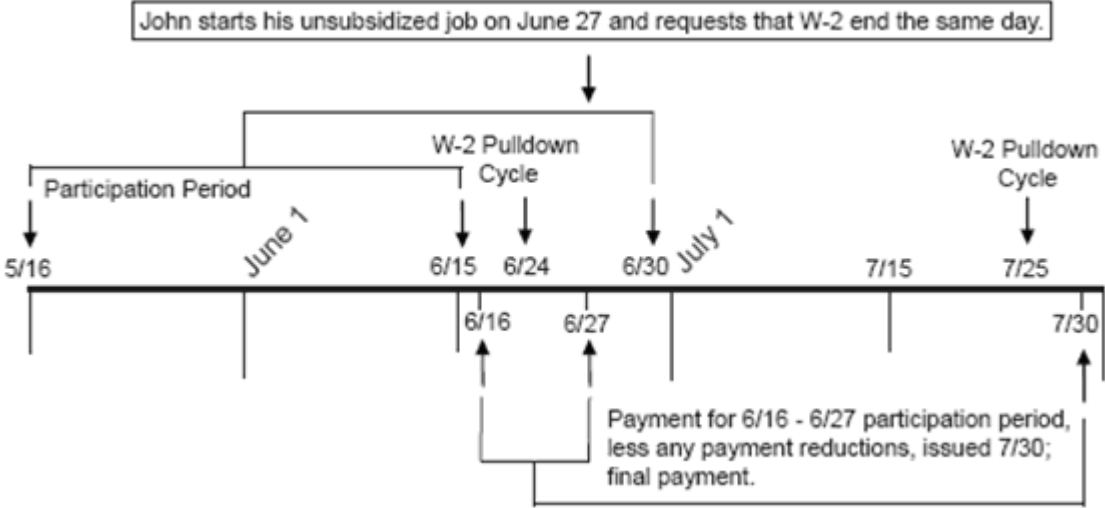 John starts his unsubsidized job on June 27 and requests that W-2 end the same day.
W-2 Pulldown
Cycle
W-2 Pulldown
Cycle
Participation Period
June 1
July 1
5/16
6/15
6/24
6/30
7/15
7/25
6/16
6/27
7/30
Payment for 6/16 - 6/27 participation period,
less any payment reductions, issued 7/30;
final payment.